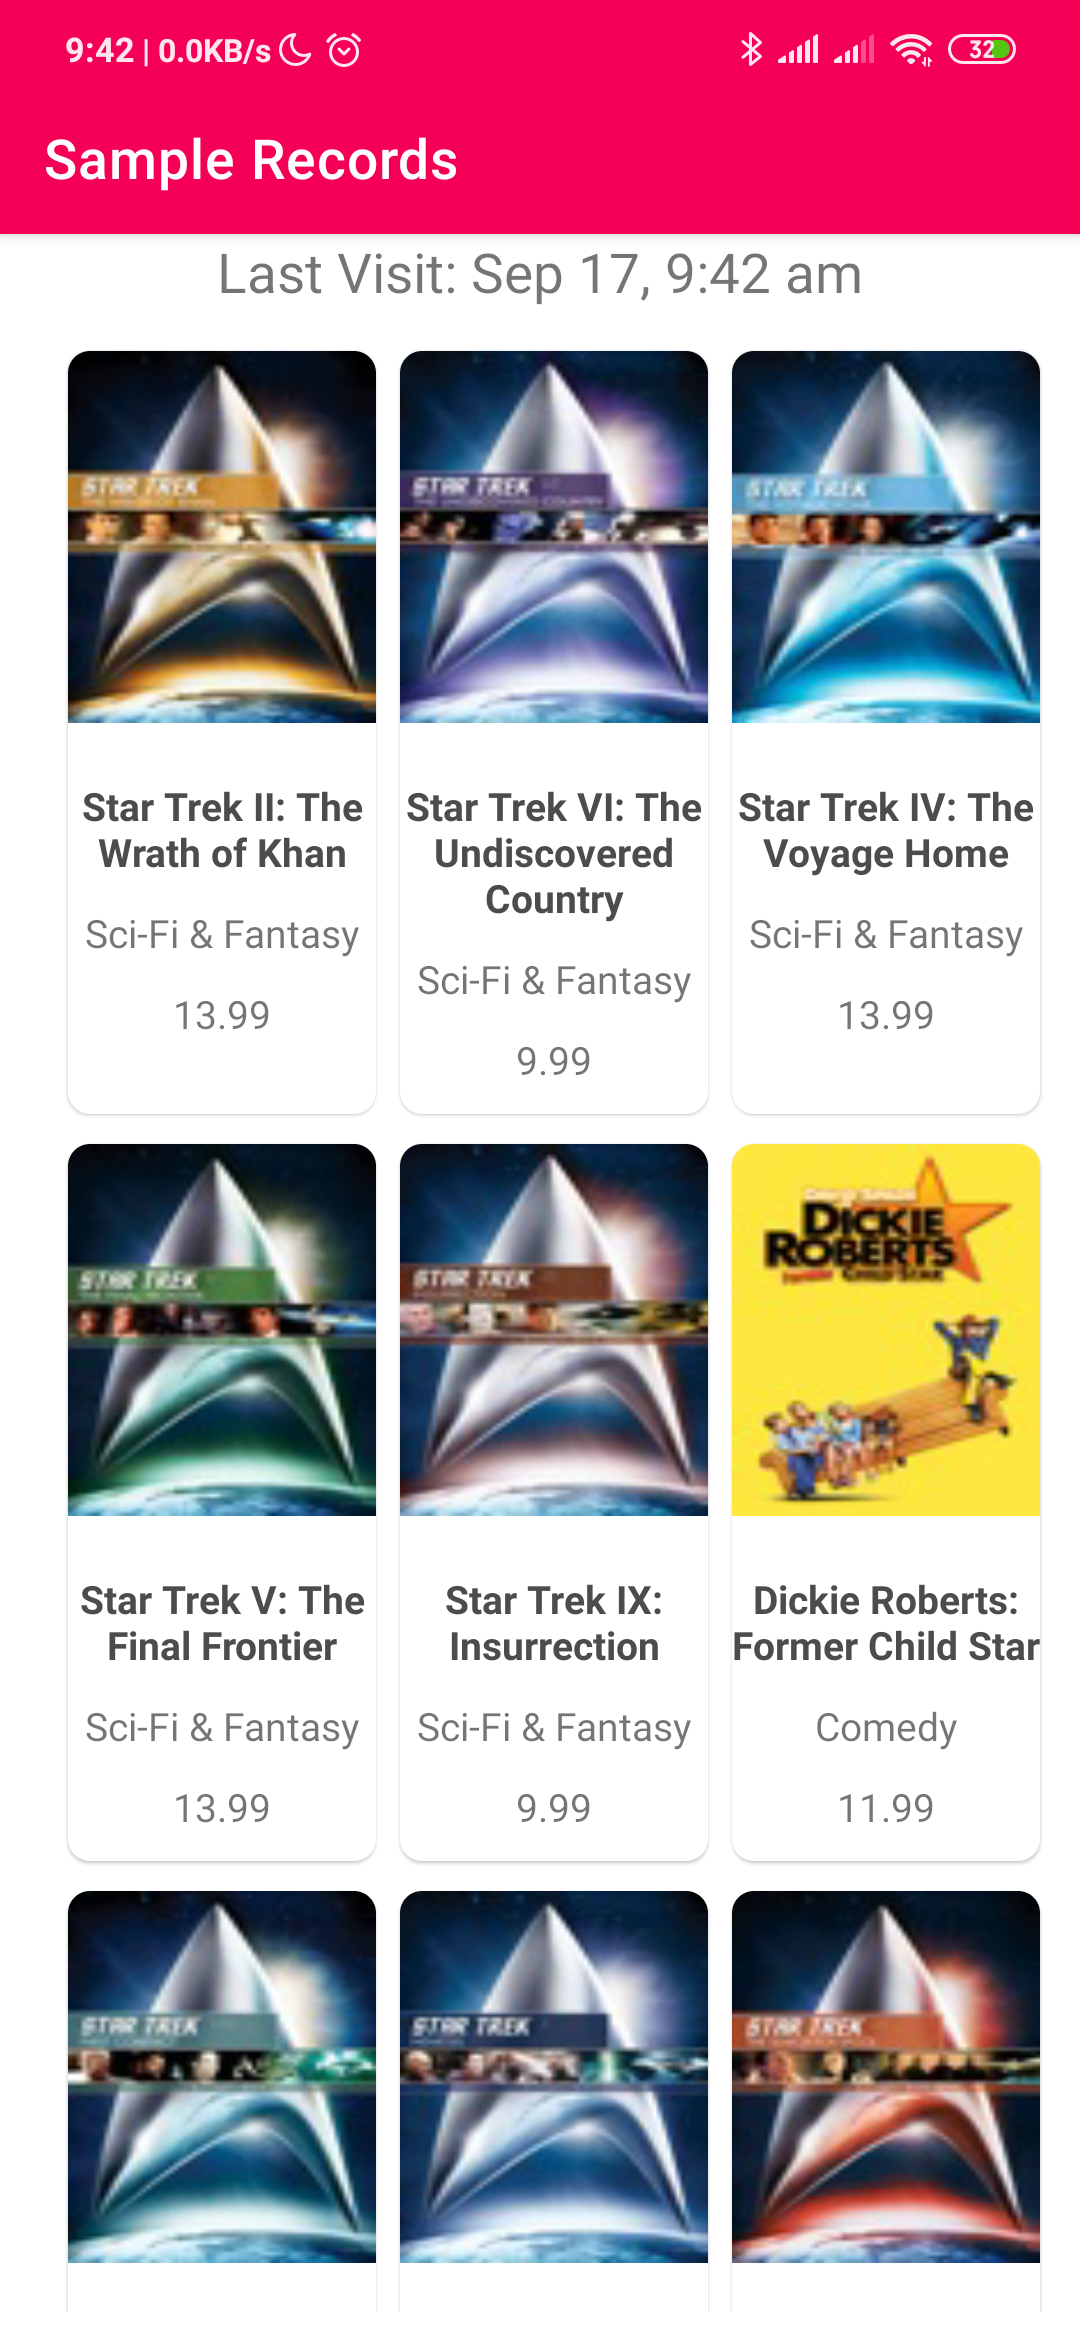 9:42 | 0.0KB/s
32
Sample Records
Last Visit: Sep 17, 9:42 am
STAR TREK
STAR TREK
STAR TREK
Star Trek II: The
Wrath of Khan
Sci-Fi & Fantasy
13.99
Star Trek VI: The
Undiscovered
Country
Sci-Fi & Fantasy
9.99
Star Trek IV: The
Voyage Home
Sci-Fi & Fantasy
13.99
STAR TREK
STAR TREK
DICKIE
ROBERTS
CHILD STAR
Star Trek V: The
Final Frontier
Sci-Fi & Fantasy
13.99
Star Trek IX:
Insurrection
Sci-Fi & Fantasy
9.99
Dickie Roberts:
Former Child Star
Comedy
11.99
STAR TREK
STAR TREK
STAR TREK